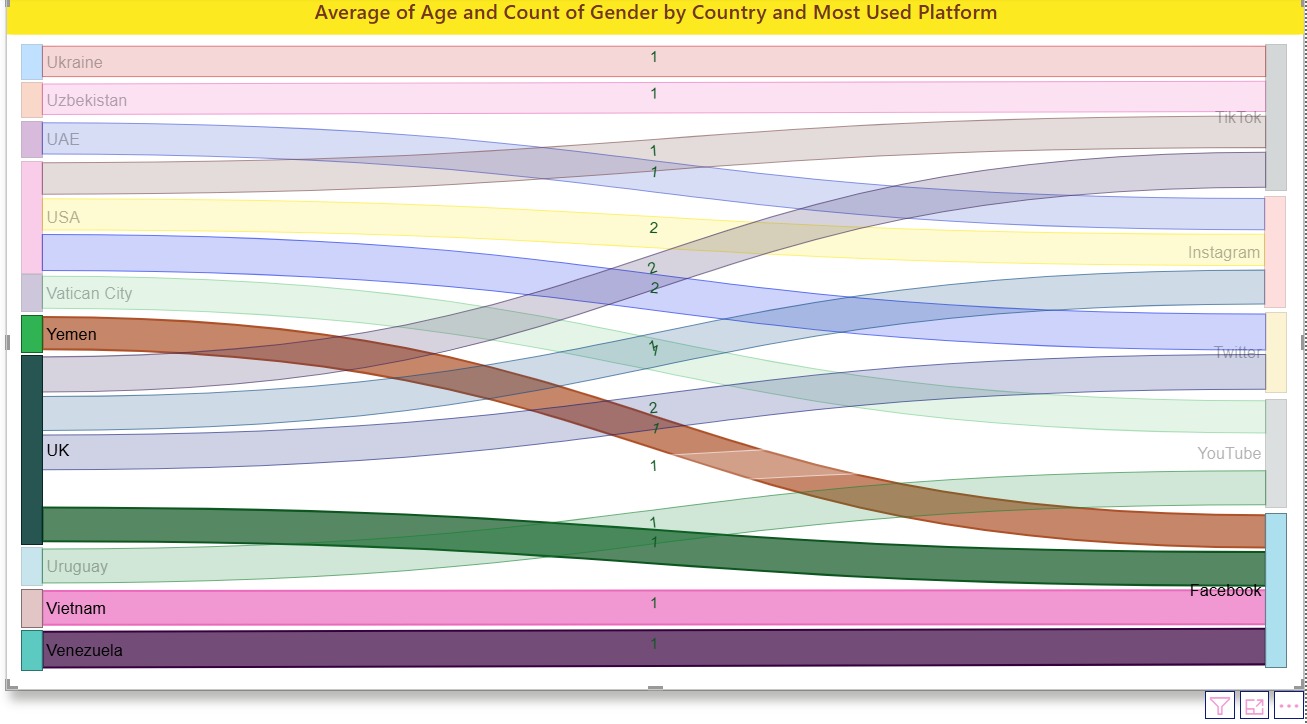 Average of Age and Count of Gender by Country and Most Used Platform
Ukraine
1
Uzbekistan
1
TikTok
UAE
1
1
USA
2
Instagram
2
2
Vatican City
Yemen
1
1
Twitter
2
1
UK
YouTube
1
1
1
Uruguay
Facebook
Vietnam
1
Venezuela
1